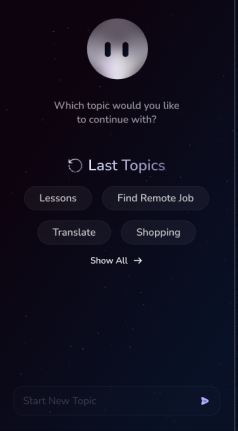 Which topic would you like
to continue with?
Last Topics
Lessons
Find Remote Job
Translate
Shopping
Show All
Start New Topic